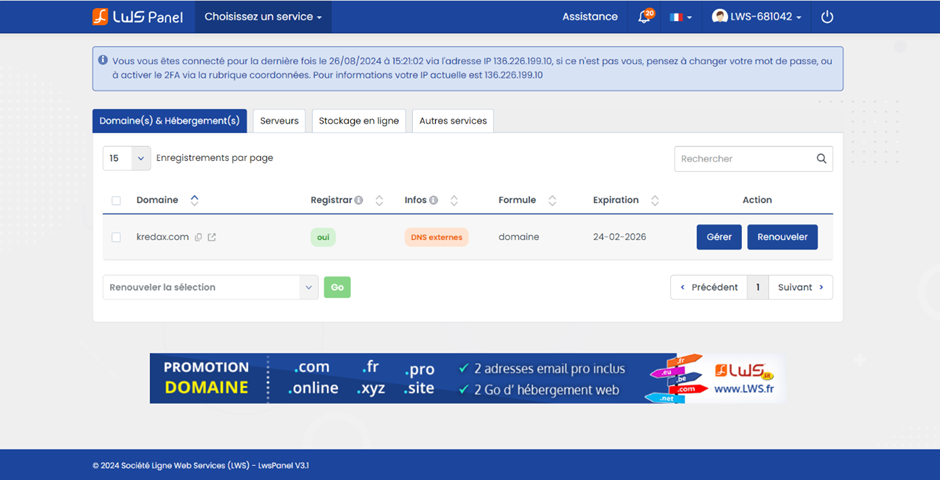 LWS Panel
Choisissez un service
Assistance
20
LWS-681042
Vous vous êtes connecté pour la dernière fois le 26/08/2024 à 15:21:02 via l'adresse IP 136.226.199.10, si ce n'est pas vous, pensez à changer votre mot de passe, ou
à activer le 2FA via la rubrique coordonnées. Pour informations votre IP actuelle est 136.226.199.10
Domaine(s) & Hébergement(s)
Serveurs
Stockage en ligne
Autres services
15 Enregistrements par page
Rechercher
Domaine Registrar Infos Formule Expiration Action
kredax.com oui DNS externes domaine 24-02-2026 Gérer Renouveler
Renouveler la sélection Go
‹ Précédent 1 Suivant ›
PROMOTION
DOMAINE
.com .fr .pro
.online .xyz .site
✓ 2 adresses email pro inclus
✓ 2 Go d' hébergement web
.fr
.eu
.be
.com
.net
LWS
www.LWS.fr
© 2024 Société Ligne Web Services (LWS) - LwsPanel V3.1